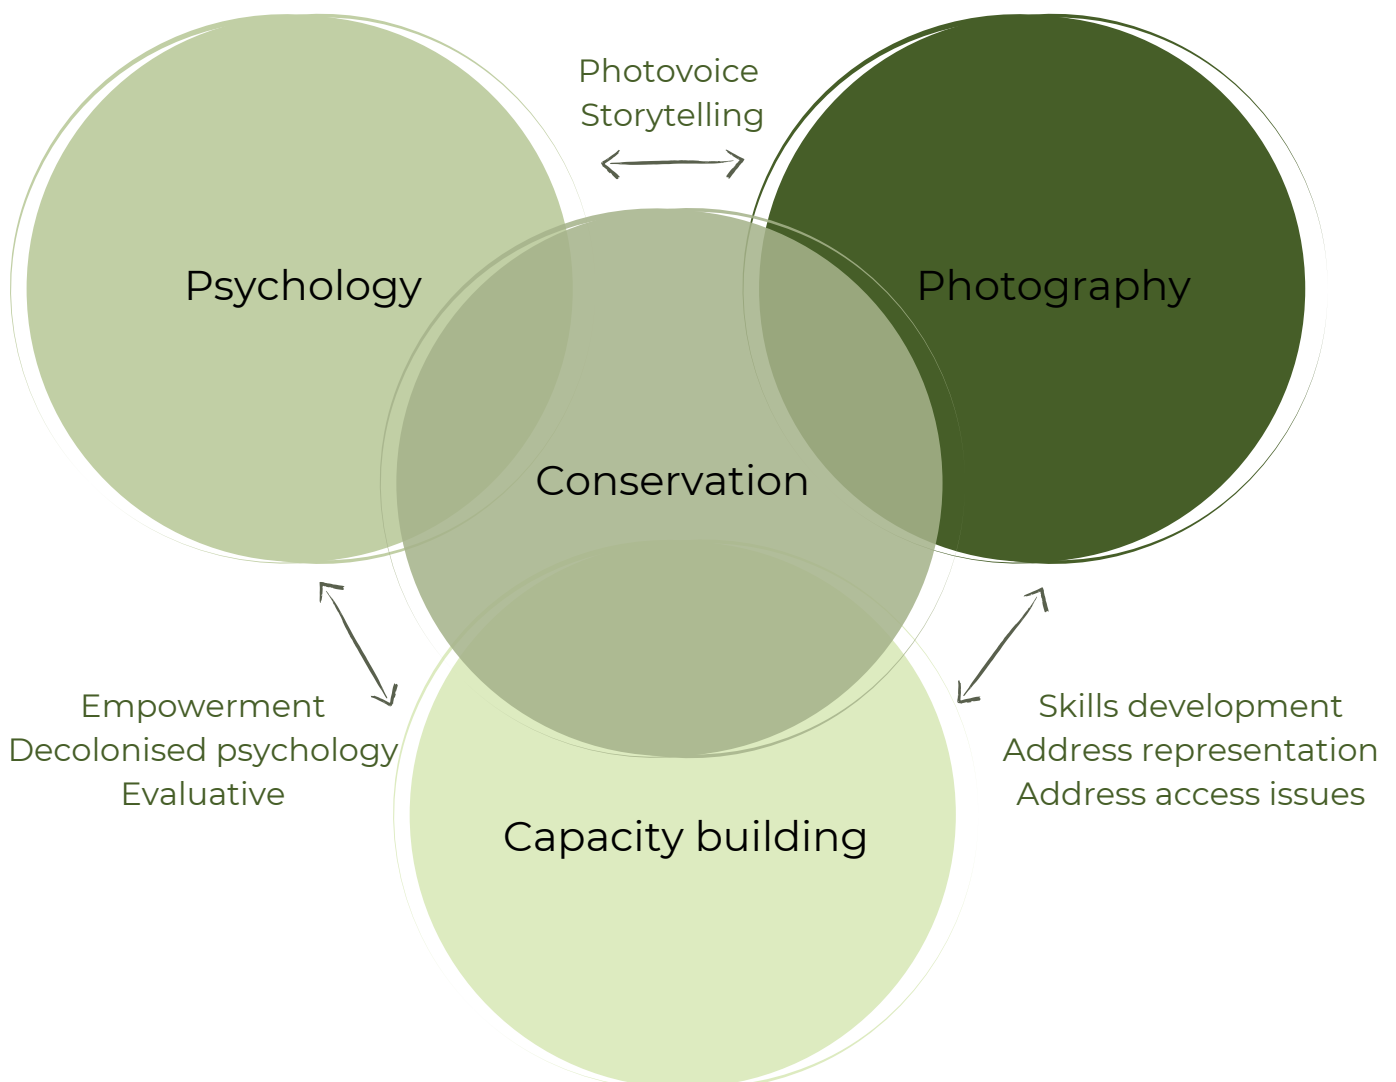 Photovoice
Storytelling
Psychology
Photography
Conservation
Empowerment
Decolonised psychology
Evaluative
Skills development
Address representation
Address access issues
Capacity building